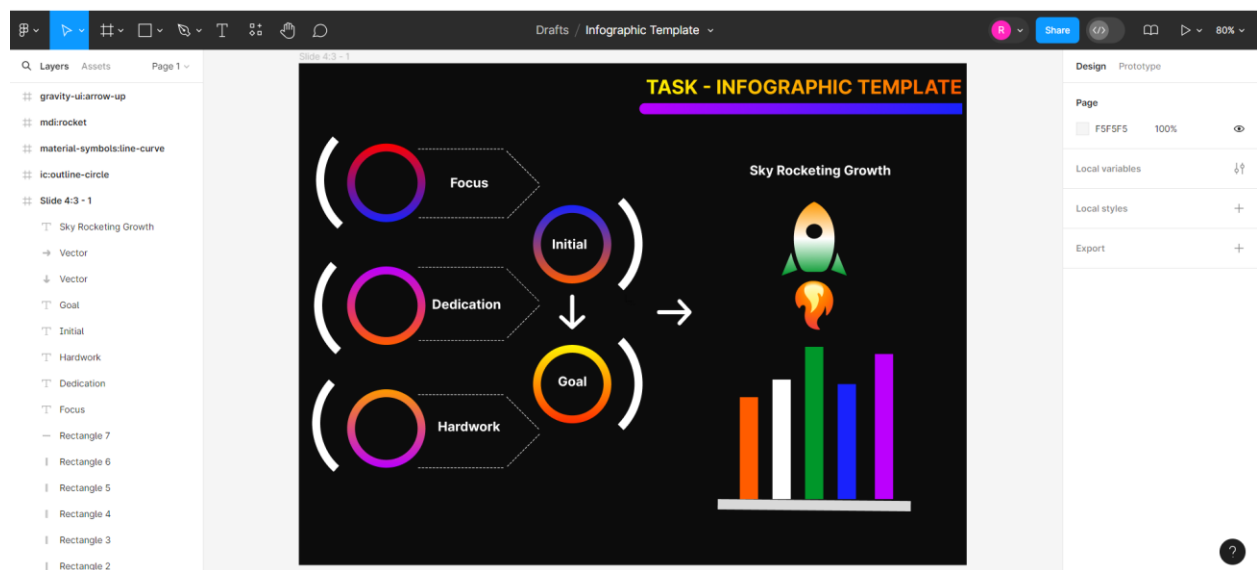 Drafts / Infographic Template
R
Share
</>
80%
Layers Assets Page 1
gravity-ui:arrow-up
mdi:rocket
material-symbols:line-curve
ic:outline-circle
Slide 4:3 - 1
Sky Rocketing Growth
Vector
Vector
Goal
Initial
Hardwork
Dedication
Focus
Rectangle 7
Rectangle 6
Rectangle 5
Rectangle 4
Rectangle 3
Rectangle 2
Slide 4:3 - 1
TASK - INFOGRAPHIC TEMPLATE
Focus
Initial
Dedication
Goal
Hardwork
Sky Rocketing Growth
Design Prototype
Page
F5F5F5 100%
Local variables
Local styles
Export
?